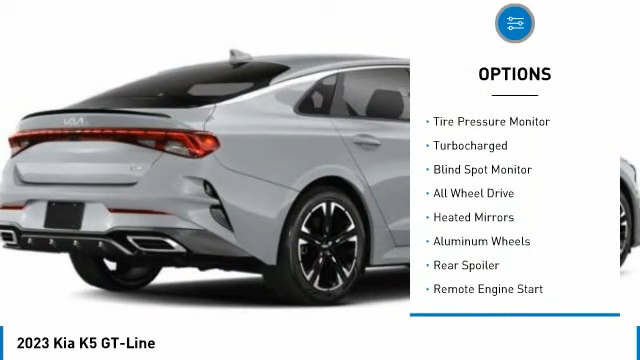 OPTIONS
• Tire Pressure Monitor
• Turbocharged
• Blind Spot Monitor
• All Wheel Drive
• Heated Mirrors
• Aluminum Wheels
• Rear Spoiler
• Remote Engine Start
KIA
2023 Kia K5 GT-Line